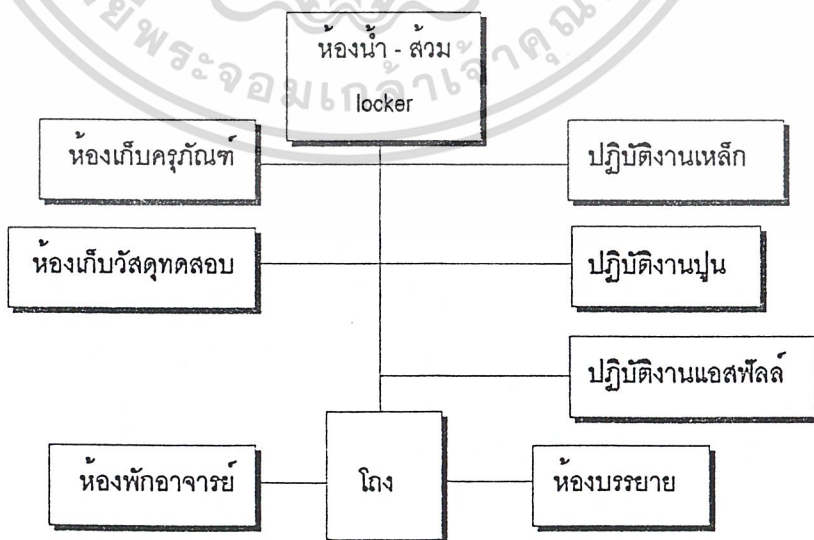 ห้องน้ำ - ส้วม
locker
ห้องเก็บครุภัณฑ์
ปฏิบัติงานเหล็ก
ห้องเก็บวัสดุทดสอบ
ปฏิบัติงานปูน
ปฏิบัติงานแอสฟัลล์
ห้องพักอาจารย์
โถง
ห้องบรรยาย